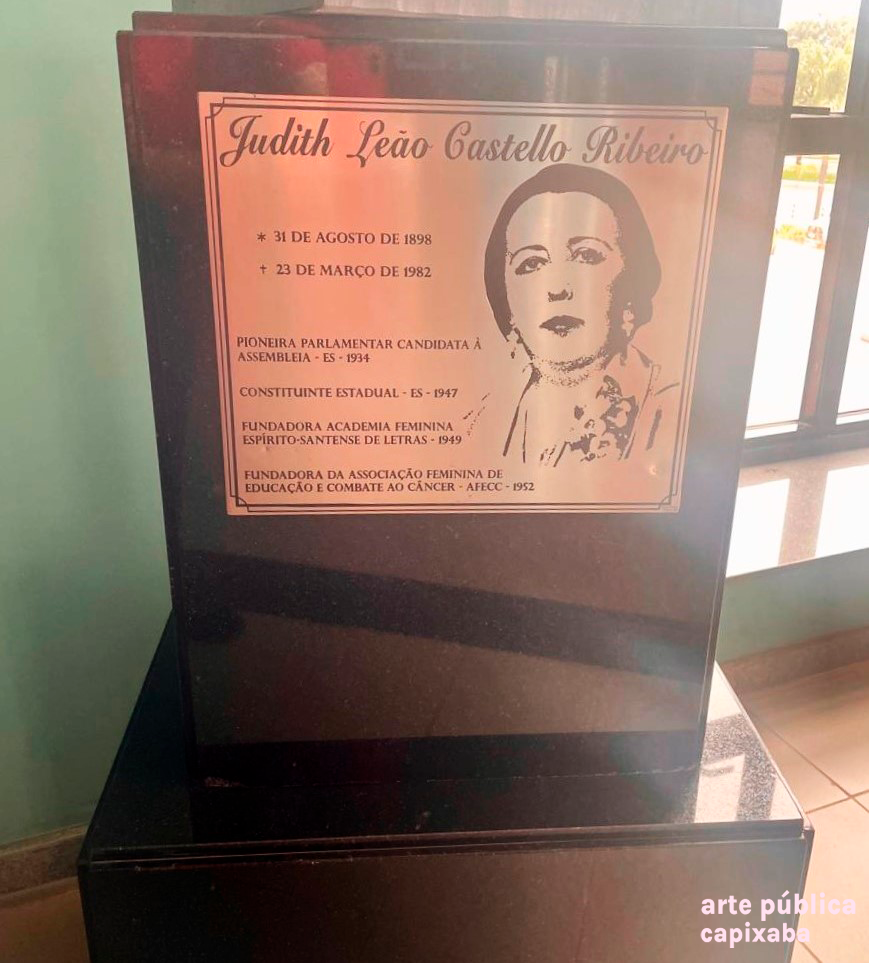 Judith Leão Castello Ribeiro
* 31 DE AGOSTO DE 1898
† 23 DE MARÇO DE 1982
PIONEIRA PARLAMENTAR CANDIDATA À
ASSEMBLEIA - ES - 1934
CONSTITUINTE ESTADUAL - ES - 1947
FUNDADORA ACADEMIA FEMININA
ESPÍRITO-SANTENSE DE LETRAS - 1949
FUNDADORA DA ASSOCIAÇÃO FEMININA DE
EDUCAÇÃO E COMBATE AO CÂNCER - AFECC - 1952
arte pública
capixaba